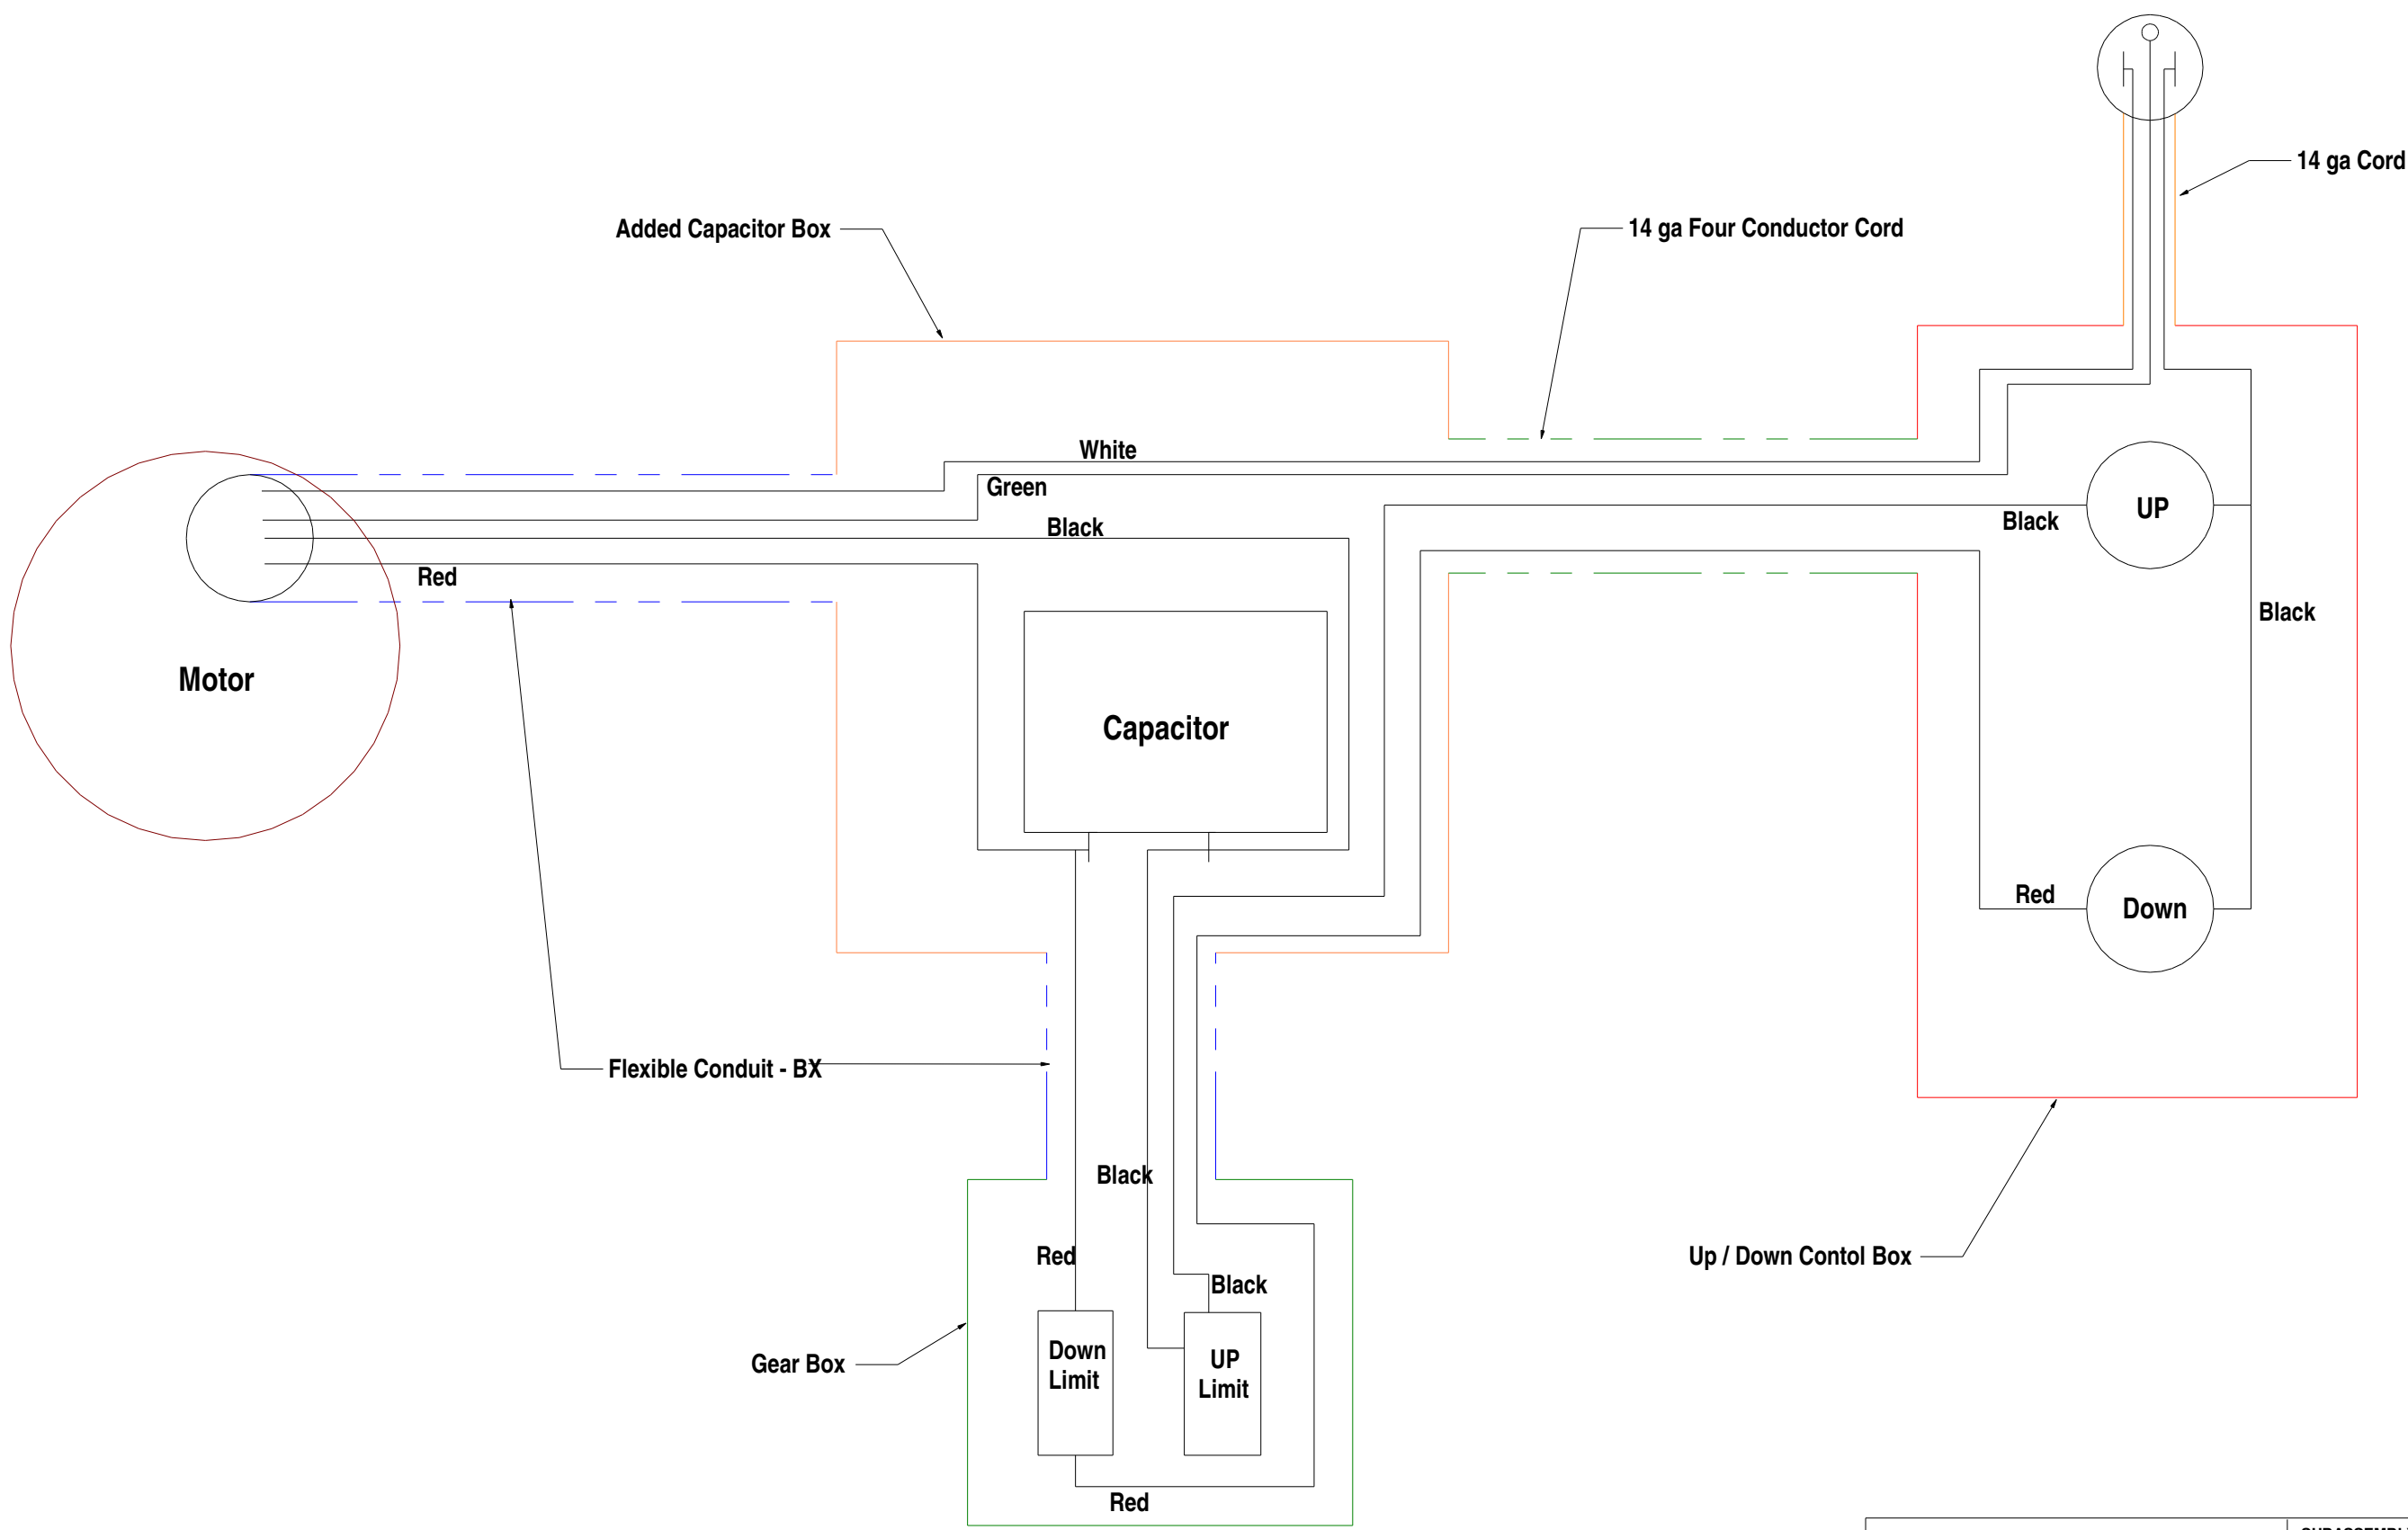 14 ga Cord
Added Capacitor Box
14 ga Four Conductor Cord
White
Green
Black
Red
Black
UP
Black
Motor
Capacitor
Red
Down
Flexible Conduit - BX
Black
Red
Black
Up / Down Contol Box
Gear Box
Down
Limit
UP
Limit
Red